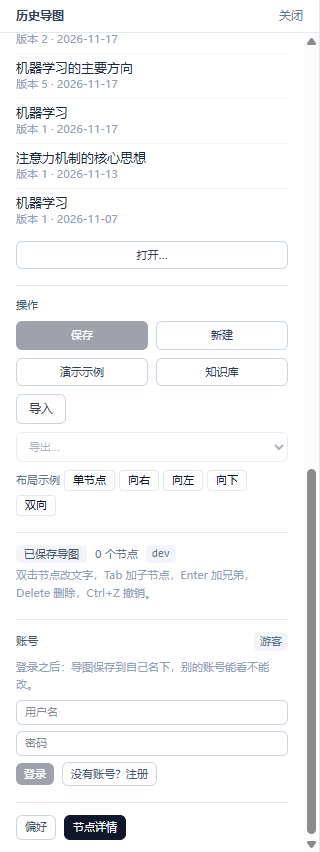 历史导图 关闭
版本 2 · 2026-11-17
机器学习的主要方向
版本 5 · 2026-11-17
机器学习
版本 1 · 2026-11-17
注意力机制的核心思想
版本 1 · 2026-11-13
机器学习
版本 1 · 2026-11-07
打开...
操作
保存 新建
演示示例 知识库
导入
导出...
布局示例 单节点 向右 向左 向下
双向
已保存导图 0 个节点 dev
双击节点改文字，Tab 加子节点，Enter 加兄弟，
Delete 删除，Ctrl+Z 撤销。
账号 游客
登录之后：导图保存到自己名下，别的账号能看不能
改。
用户名
密码
登录 没有账号？注册
偏好 节点详情